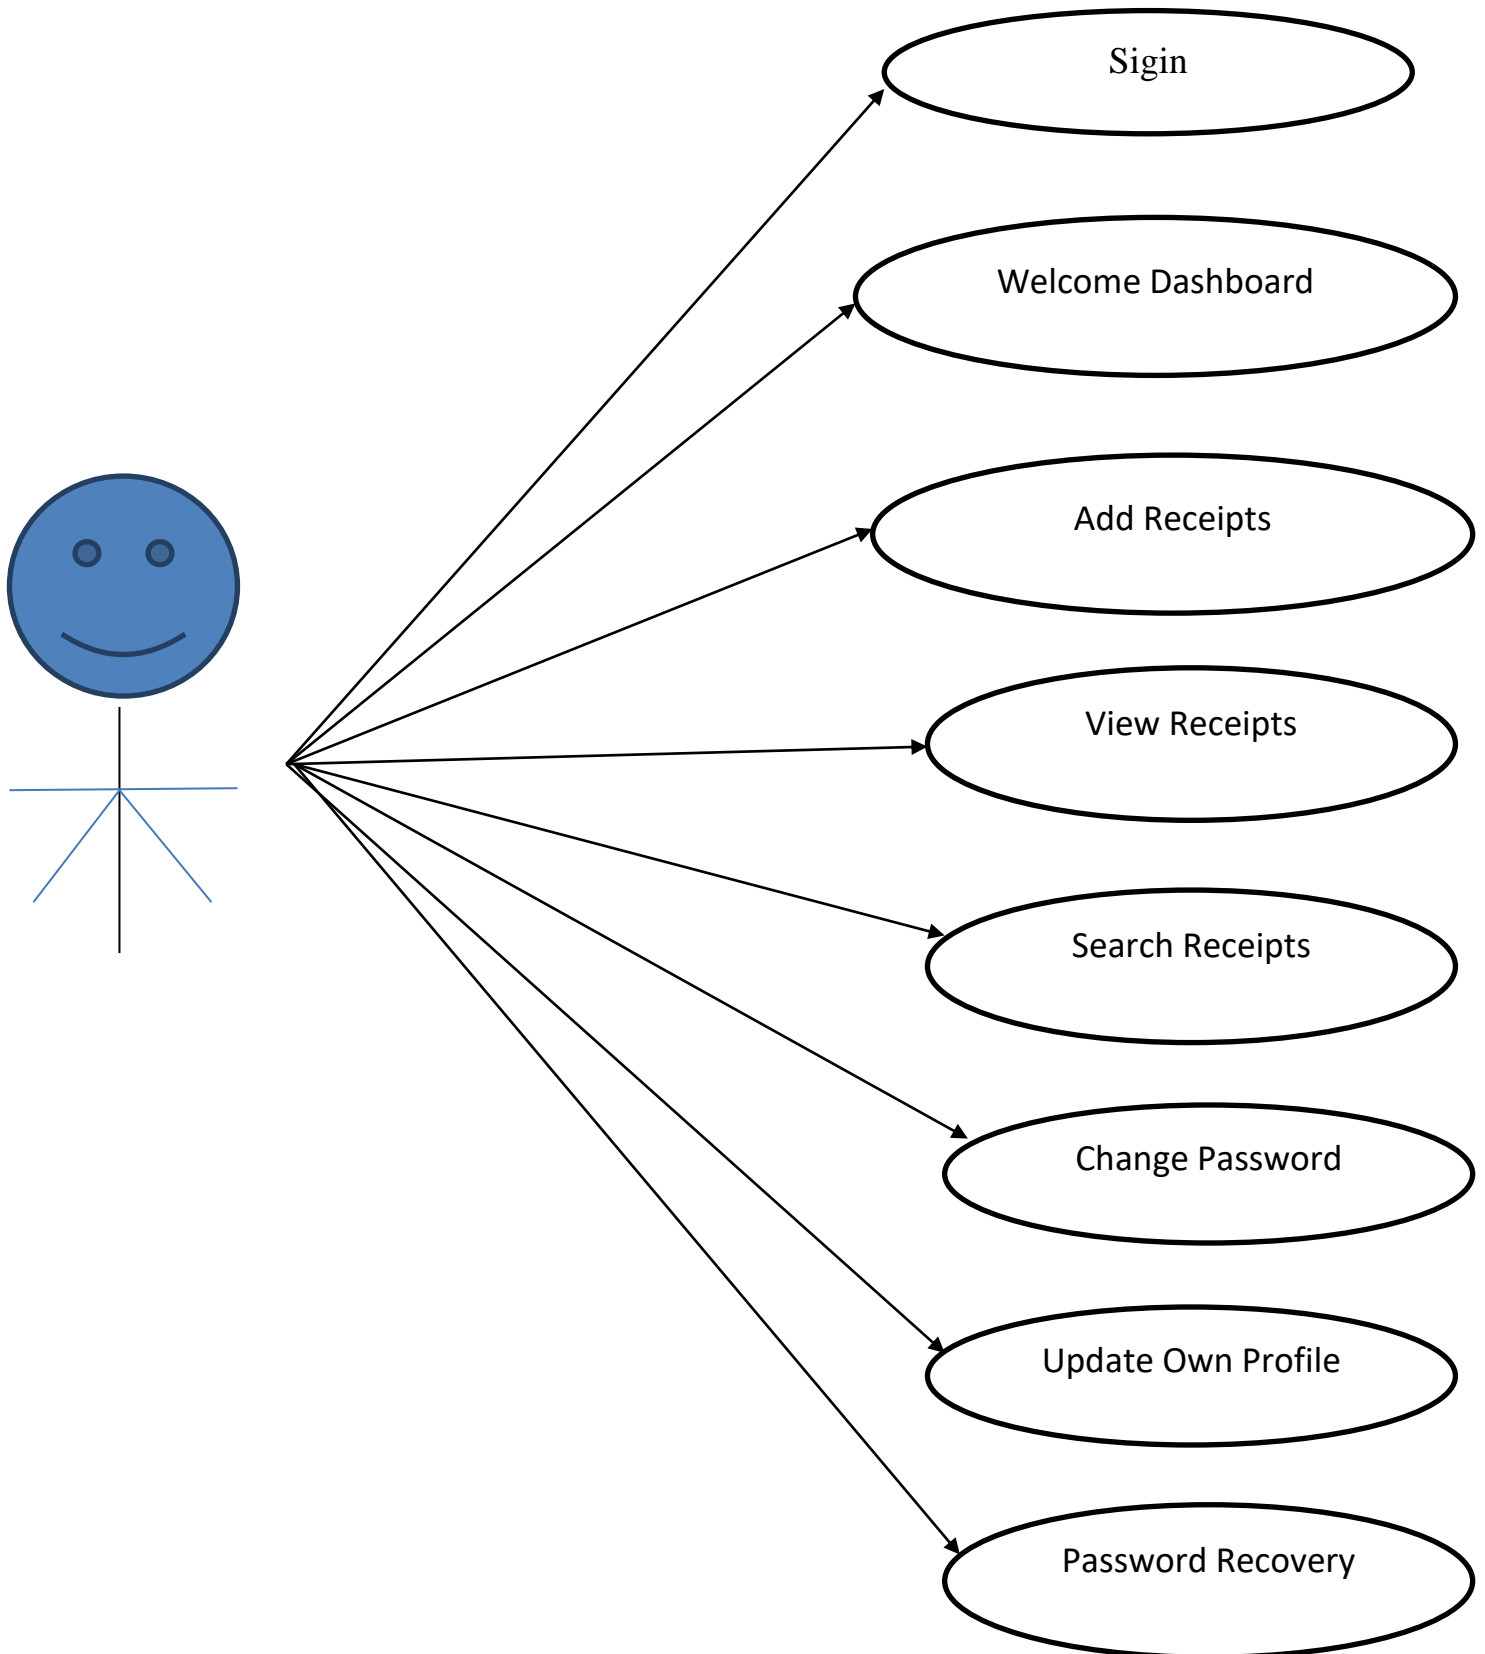 Sigin
Welcome Dashboard
Add Receipts
View Receipts
Search Receipts
Change Password
Update Own Profile
Password Recovery